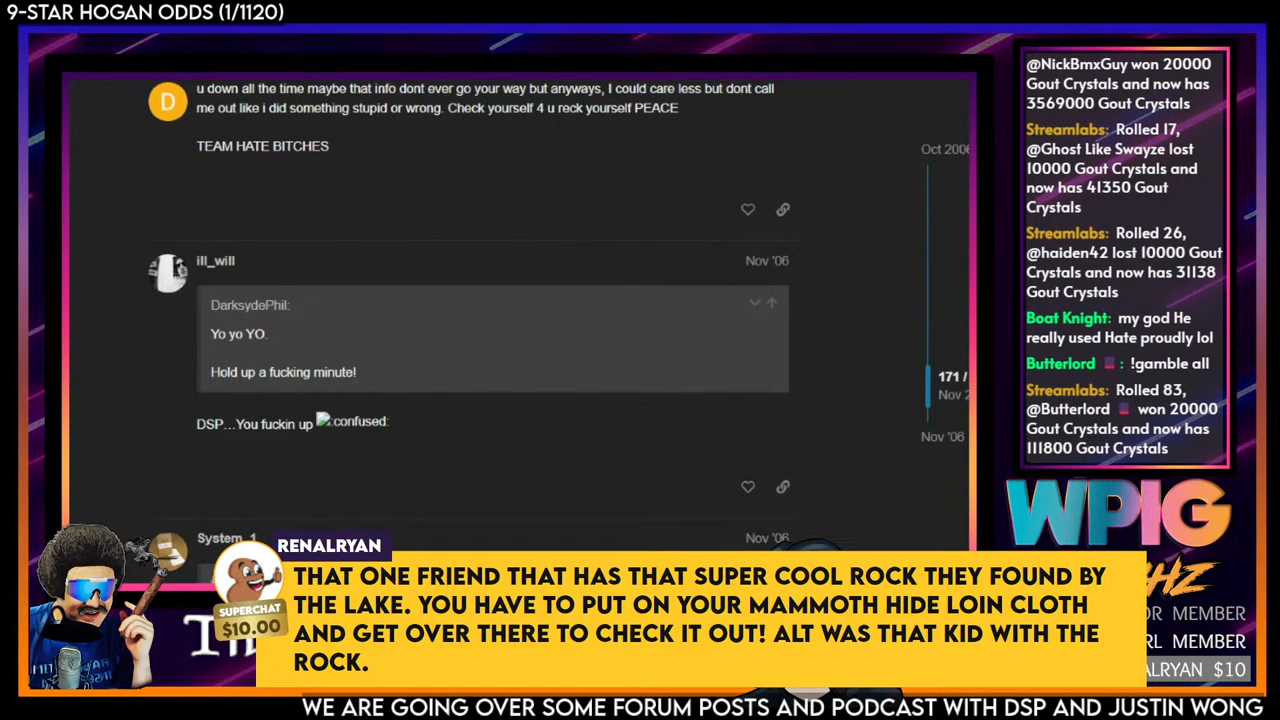 9-STAR HOGAN ODDS (1/1120)
D
u down all the time maybe that info dont ever go your way but anyways, I could care less but dont call
me out like i did something stupid or wrong. Check yourself 4 u reck yourself PEACE
TEAM HATE BITCHES
Oct 2006
ill_will
Nov '06
DarksydePhil:
Yo yo YO.
Hold up a fucking minute!
DSP…You fuckin up :confused:
171 /
Nov 2
Nov '06
System_1
Nov '06
@NickBmxGuy won 20000
Gout Crystals and now has
3569000 Gout Crystals
Streamlabs: Rolled 17,
@Ghost Like Swayze lost
10000 Gout Crystals and
now has 41350 Gout
Crystals
Streamlabs: Rolled 26,
@haiden42 lost 10000 Gout
Crystals and now has 31138
Gout Crystals
Boat Knight: my god He
really used Hate proudly lol
Butterlord : !gamble all
Streamlabs: Rolled 83,
@Butterlord won 20000
Gout Crystals and now has
111800 Gout Crystals
WPIG
HZ
OR MEMBER
RL MEMBER
ALRYAN $10
RENALRYAN
SUPERCHAT
$10.00
THAT ONE FRIEND THAT HAS THAT SUPER COOL ROCK THEY FOUND BY
THE LAKE. YOU HAVE TO PUT ON YOUR MAMMOTH HIDE LOIN CLOTH
AND GET OVER THERE TO CHECK IT OUT! ALT WAS THAT KID WITH THE
ROCK.
WE ARE GOING OVER SOME FORUM POSTS AND PODCAST WITH DSP AND JUSTIN WONG